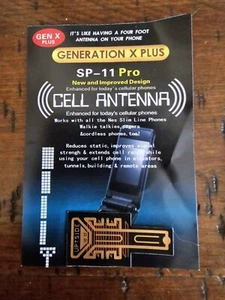 IT'S LIKE HAVING A FOUR FOOT
ANTENNA ON YOUR PHONE
GEN X
PLUS
GENERATION X PLUS
SP-11 Pro
New and Improved Design
Enhanced for today's cellular phones
CELL ANTENNA
Enhanced for today's cellular phones
Works with all the New Slim Line Phones
Walkie talkies, pagers
&cordless phones, too!
Reduces static, improves signal
strengh & extends cell range while
using your cell phone in elevators,
tunnels, building & remote areas